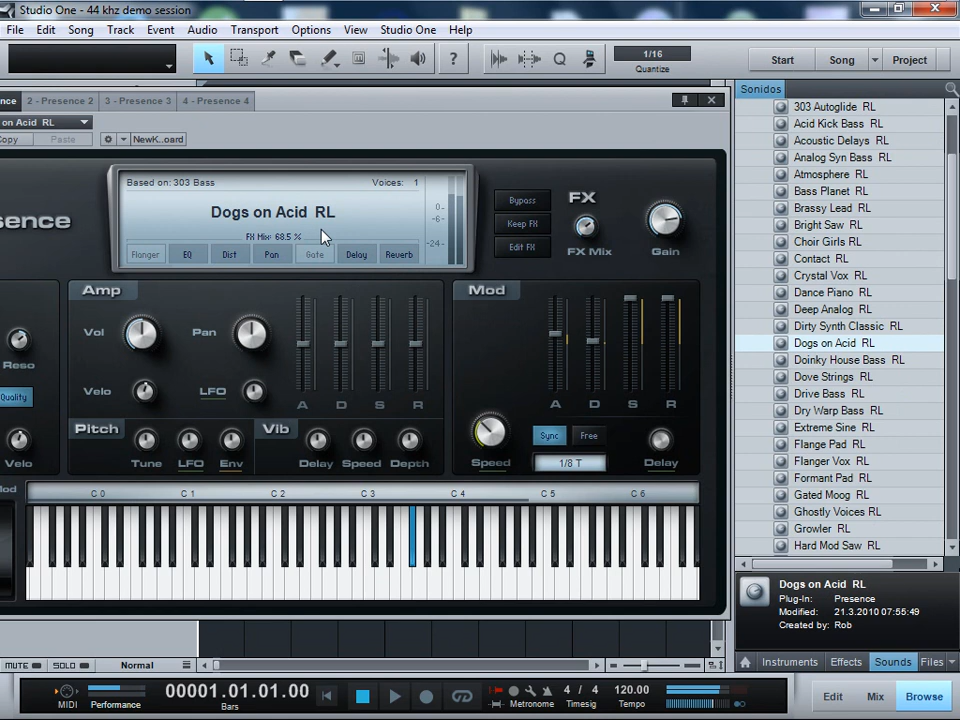 Studio One - 44 khz demo session
File Edit Song Track Event Audio Transport Options View Studio One Help
?
1/16
Quantize
Start Song Project
nce 2 - Presence 2 3 - Presence 3 4 - Presence 4
on Acid RL
opy Paste NewK...oard
Based on: 303 Bass Voices: 1
Dogs on Acid RL
FX Mix: 68.5 %
Flanger EQ Dist Pan Gate Delay Reverb
0-
-6-
-24-
esence
Bypass
Keep FX
Edit FX
FX
FX Mix
Gain
Amp
Vol Pan
Velo LFO
A D S R
Mod
A D S R
Reso
Quality
Velo
Pitch Vib
Tune LFO Env Delay Speed Depth
Speed
Sync Free
1/8 T
Delay
Mod
C 0 C 1 C 2 C 3 C 4 C 5 C 6
Sonidos
303 Autoglide RL
Acid Kick Bass RL
Acoustic Delays RL
Analog Syn Bass RL
Atmosphere RL
Bass Planet RL
Brassy Lead RL
Bright Saw RL
Choir Girls RL
Contact RL
Crystal Vox RL
Dance Piano RL
Deep Analog RL
Dirty Synth Classic RL
Dogs on Acid RL
Doinky House Bass RL
Dove Strings RL
Drive Bass RL
Dry Warp Bass RL
Extreme Sine RL
Flange Pad RL
Flanger Vox RL
Formant Pad RL
Gated Moog RL
Ghostly Voices RL
Growler RL
Hard Mod Saw RL
Dogs on Acid RL
Plug-In: Presence
Modified: 21.3.2010 07:55:49
Created by: Rob
Instruments Effects Sounds Files
MUTE SOLO Normal
MIDI Performance
00001.01.01.00
Bars
Metronome
4 / 4
Timesig
120.00
Tempo
Edit Mix Browse